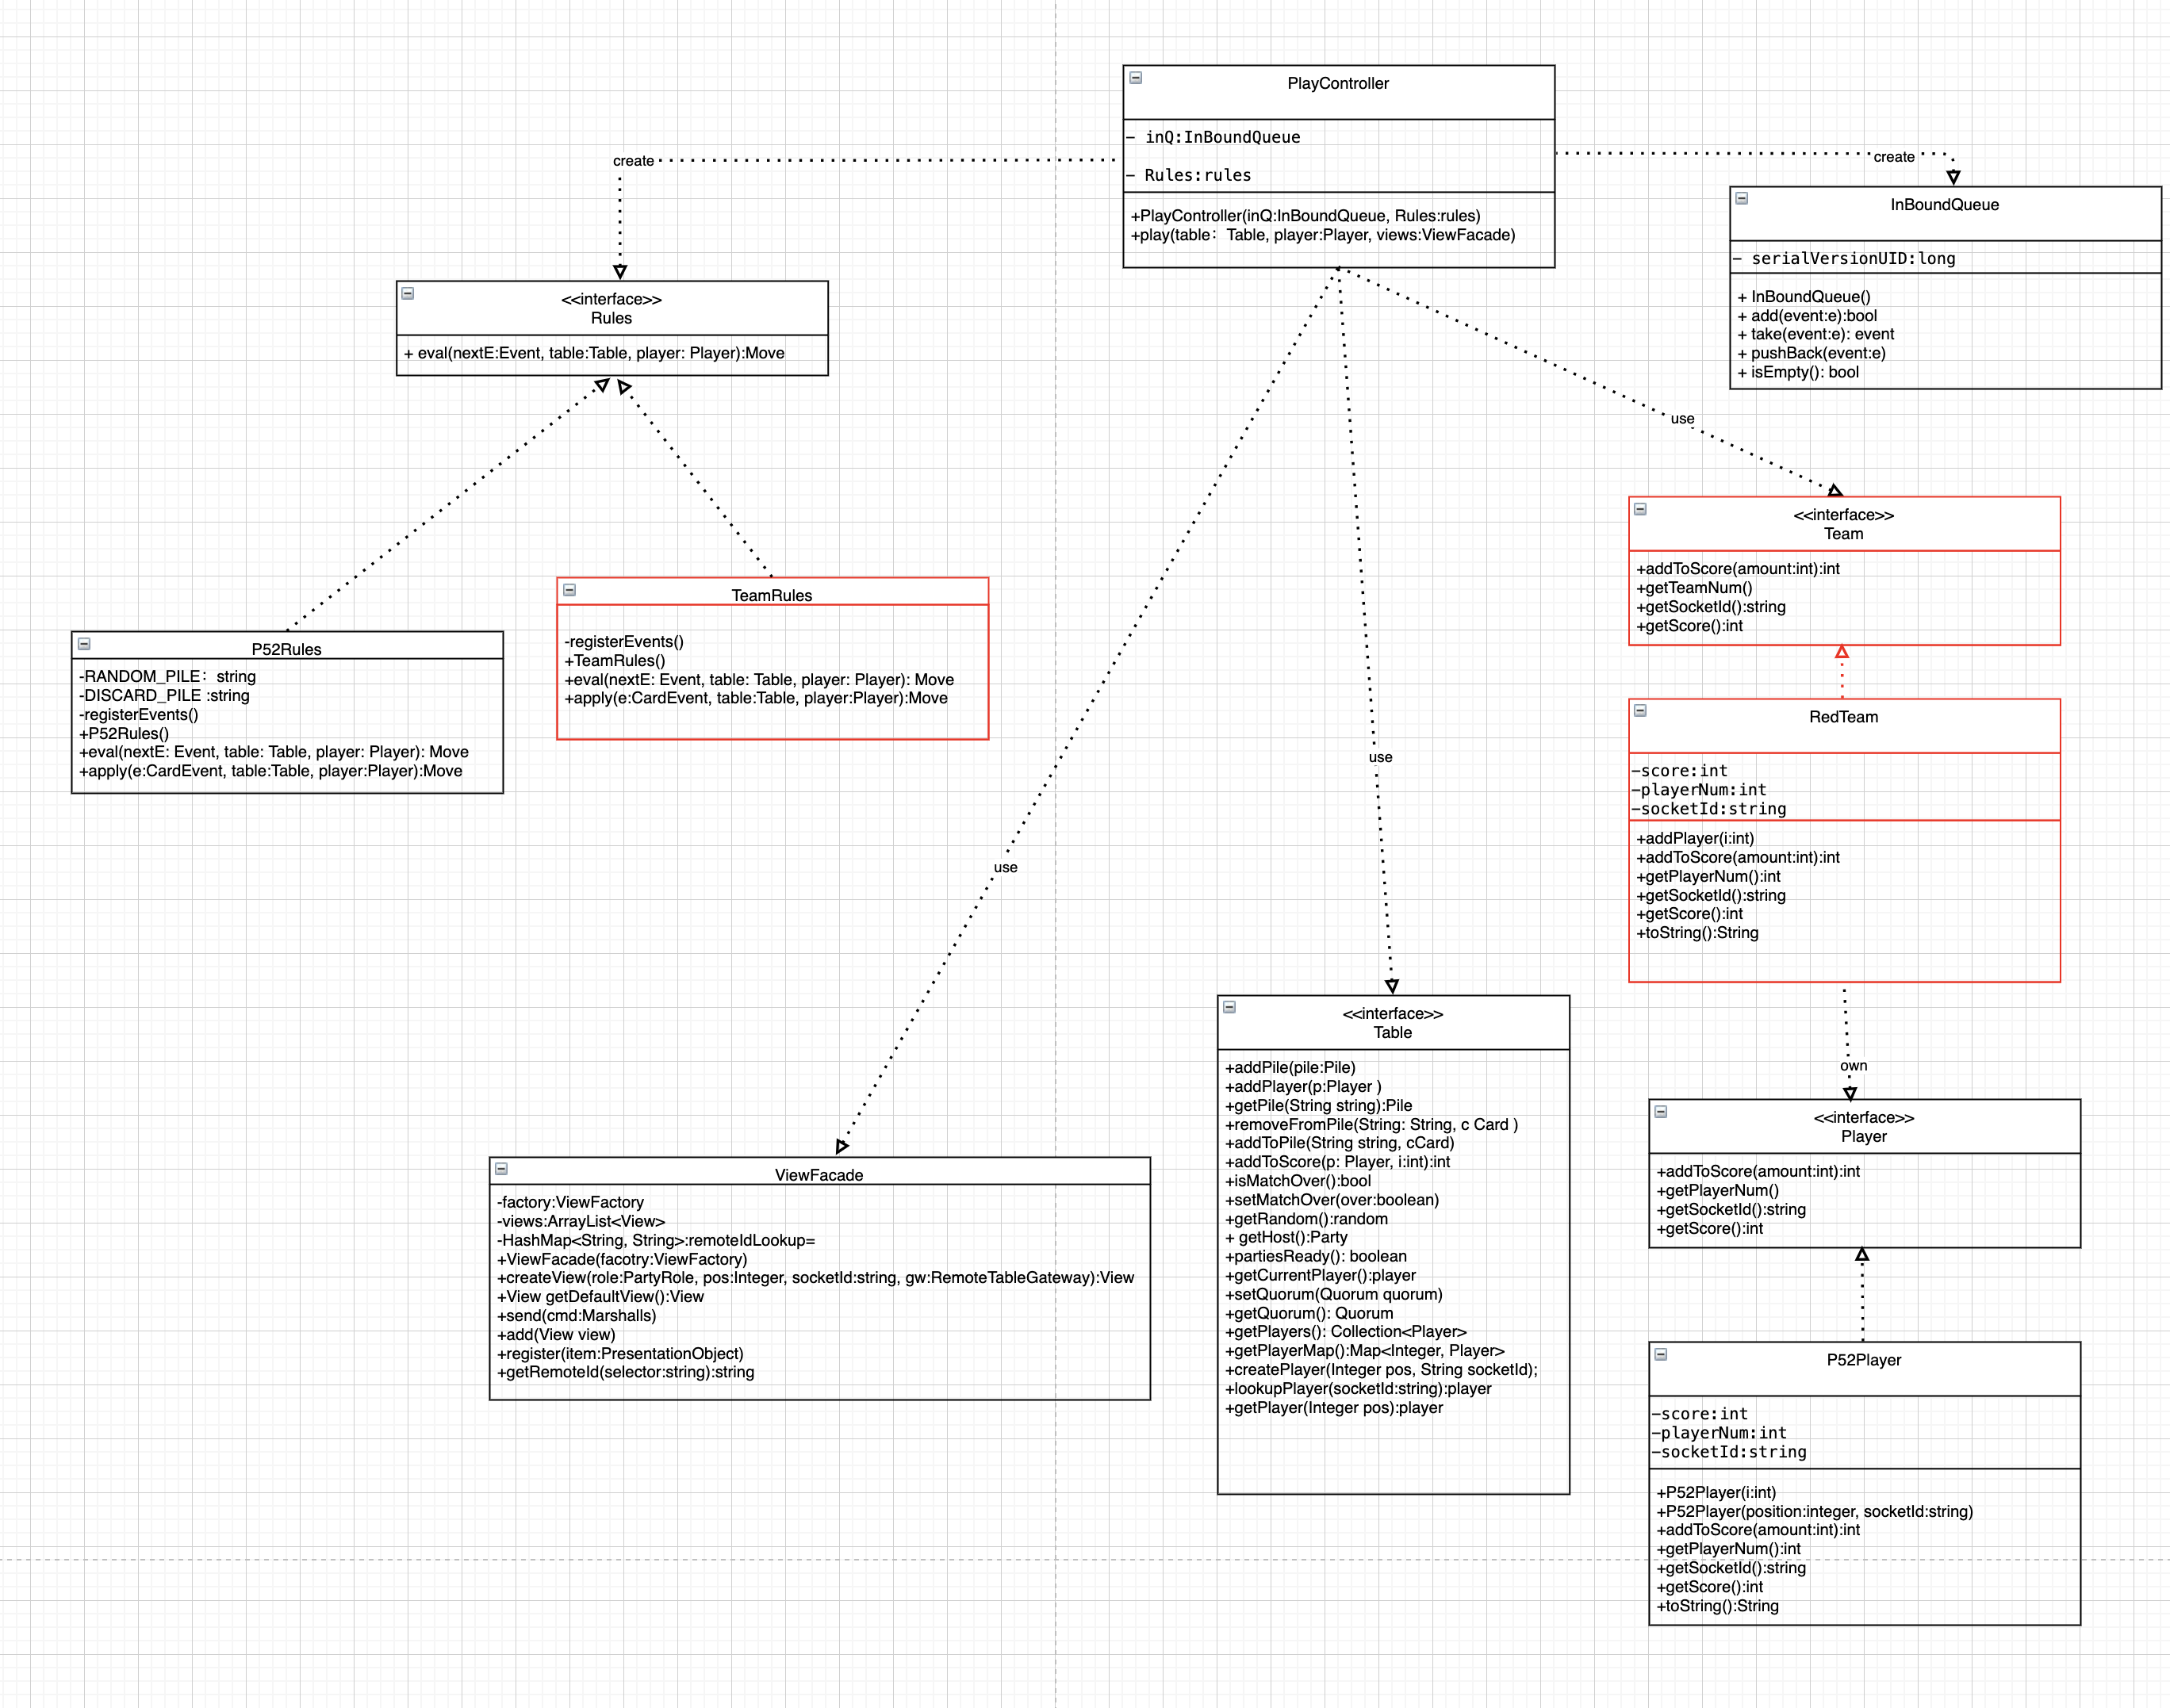 PlayController
- inQ:InBoundQueue
- Rules:rules
+PlayController(inQ:InBoundQueue, Rules:rules)
+play(table: Table, player:Player, views:ViewFacade)
create
create
InBoundQueue
- serialVersionUID:long
+ InBoundQueue()
+ add(event:e):bool
+ take(event:e): event
+ pushBack(event:e)
+ isEmpty(): bool
<<interface>>
Rules
+ eval(nextE:Event, table:Table, player: Player):Move
use
<<interface>>
Team
+addToScore(amount:int):int
+getTeamNum()
+getSocketId():string
+getScore():int
TeamRules
-registerEvents()
+TeamRules()
+eval(nextE: Event, table: Table, player: Player): Move
+apply(e:CardEvent, table:Table, player:Player):Move
P52Rules
-RANDOM_PILE: string
-DISCARD_PILE :string
-registerEvents()
+P52Rules()
+eval(nextE: Event, table: Table, player: Player): Move
+apply(e:CardEvent, table:Table, player:Player):Move
RedTeam
-score:int
-playerNum:int
-socketId:string
+addPlayer(i:int)
+addToScore(amount:int):int
+getPlayerNum():int
+getSocketId():string
+getScore():int
+toString():String
use
use
own
<<interface>>
Table
+addPile(pile:Pile)
+addPlayer(p:Player )
+getPile(String string):Pile
+removeFromPile(String: String, c Card )
+addToPile(String string, cCard)
+addToScore(p: Player, i:int):int
+isMatchOver():bool
+setMatchOver(over:boolean)
+getRandom():random
+ getHost():Party
+partiesReady(): boolean
+getCurrentPlayer():player
+setQuorum(Quorum quorum)
+getQuorum(): Quorum
+getPlayers(): Collection<Player>
+getPlayerMap():Map<Integer, Player>
+createPlayer(Integer pos, String socketId);
+lookupPlayer(socketId:string):player
+getPlayer(Integer pos):player
<<interface>>
Player
+addToScore(amount:int):int
+getPlayerNum()
+getSocketId():string
+getScore():int
ViewFacade
-factory:ViewFactory
-views:ArrayList<View>
-HashMap<String, String>:remoteIdLookup=
+ViewFacade(facotry:ViewFactory)
+createView(role:PartyRole, pos:Integer, socketId:string, gw:RemoteTableGateway):View
+View getDefaultView():View
+send(cmd:Marshalls)
+add(View view)
+register(item:PresentationObject)
+getRemoteId(selector:string):string
P52Player
-score:int
-playerNum:int
-socketId:string
+P52Player(i:int)
+P52Player(position:integer, socketId:string)
+addToScore(amount:int):int
+getPlayerNum():int
+getSocketId():string
+getScore():int
+toString():String